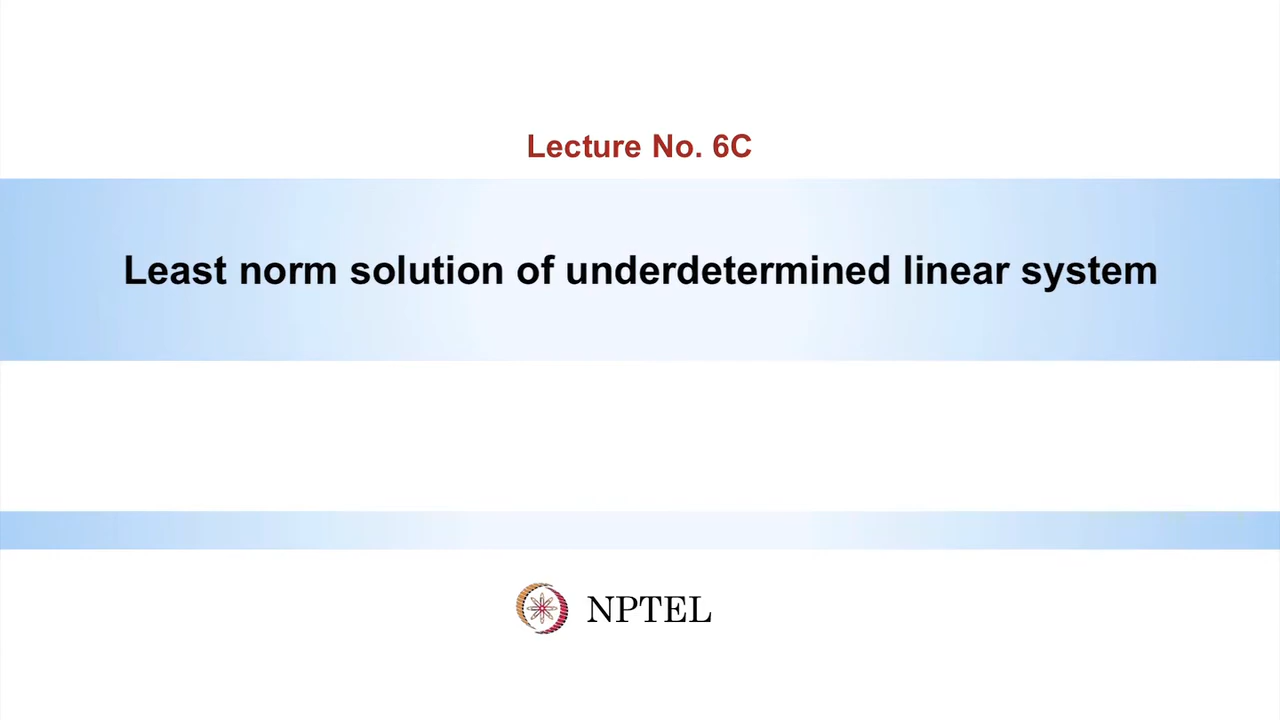 Lecture No. 6C
Least norm solution of underdetermined linear system
NPTEL